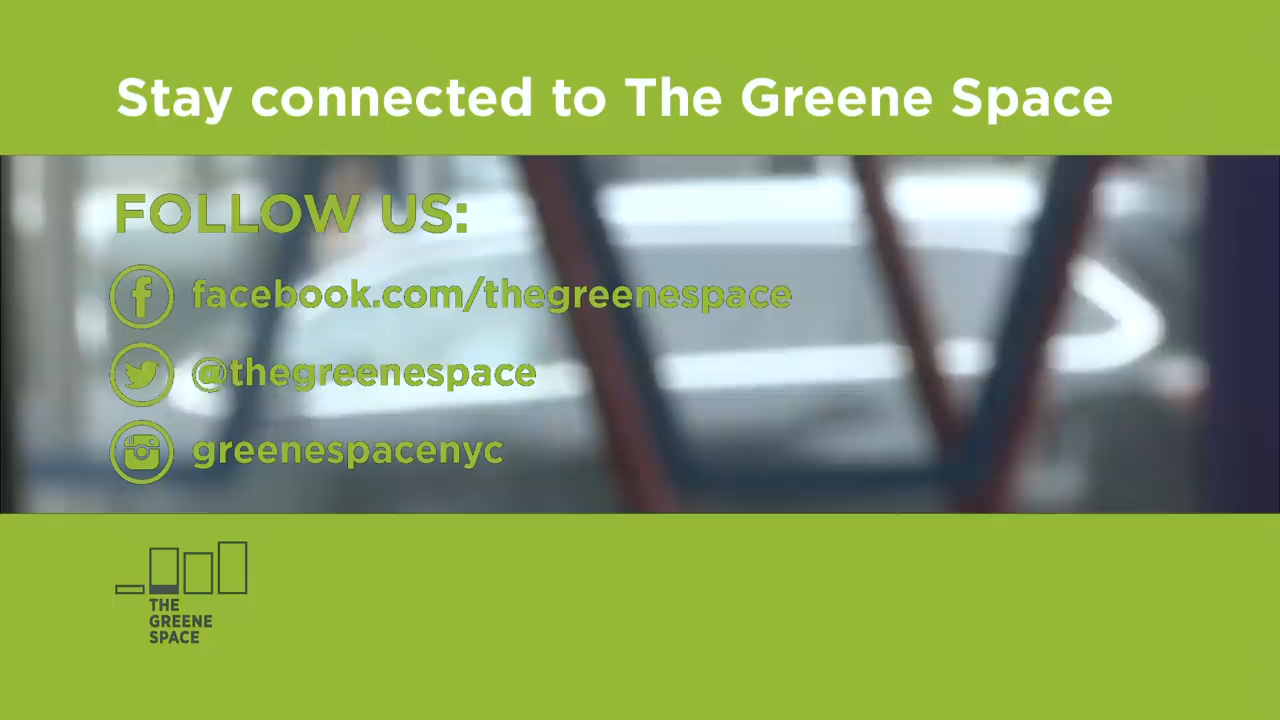 Stay connected to The Greene Space
FOLLOW US:
facebook.com/thegreenespace
@thegreenespace
greenespacenyc
THE
GREENE
SPACE